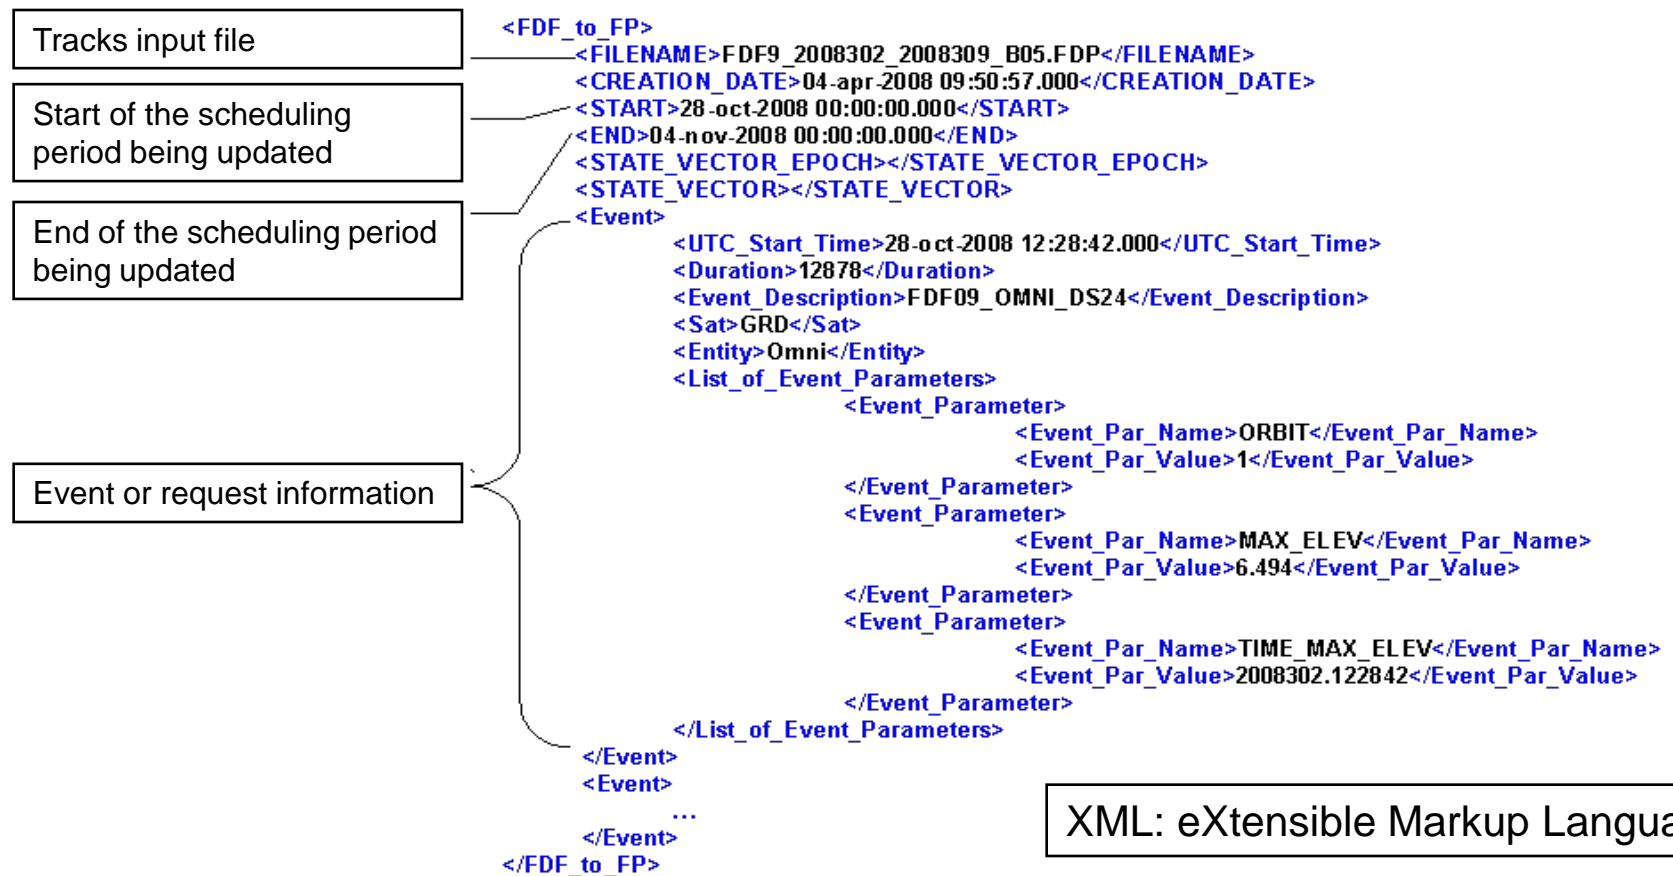 Tracks input file
Start of the scheduling
period being updated
End of the scheduling period
being updated
Event or request information
<FDF_to_FP>
<FILENAME>FDF9_2008302_2008309_B05.FDP</FILENAME>
<CREATION_DATE>04-apr-2008 09:50:57.000</CREATION_DATE>
<START>28-oct-2008 00:00:00.000</START>
<END>04-nov-2008 00:00:00.000</END>
<STATE_VECTOR_EPOCH></STATE_VECTOR_EPOCH>
<STATE_VECTOR></STATE_VECTOR>
<Event>
<UTC_Start_Time>28-oct-2008 12:28:42.000</UTC_Start_Time>
<Duration>12878</Duration>
<Event_Description>FDF09_OMNI_DS24</Event_Description>
<Sat>GRD</Sat>
<Entity>Omni</Entity>
<List_of_Event_Parameters>
<Event_Parameter>
<Event_Par_Name>ORBIT</Event_Par_Name>
<Event_Par_Value>1</Event_Par_Value>
</Event_Parameter>
<Event_Parameter>
<Event_Par_Name>MAX_ELEV</Event_Par_Name>
<Event_Par_Value>6.494</Event_Par_Value>
</Event_Parameter>
<Event_Parameter>
<Event_Par_Name>TIME_MAX_ELEV</Event_Par_Name>
<Event_Par_Value>2008302.122842</Event_Par_Value>
</Event_Parameter>
</List_of_Event_Parameters>
</Event>
<Event>
...
</Event>
</FDF_to_FP>
XML: eXtensible Markup Langua